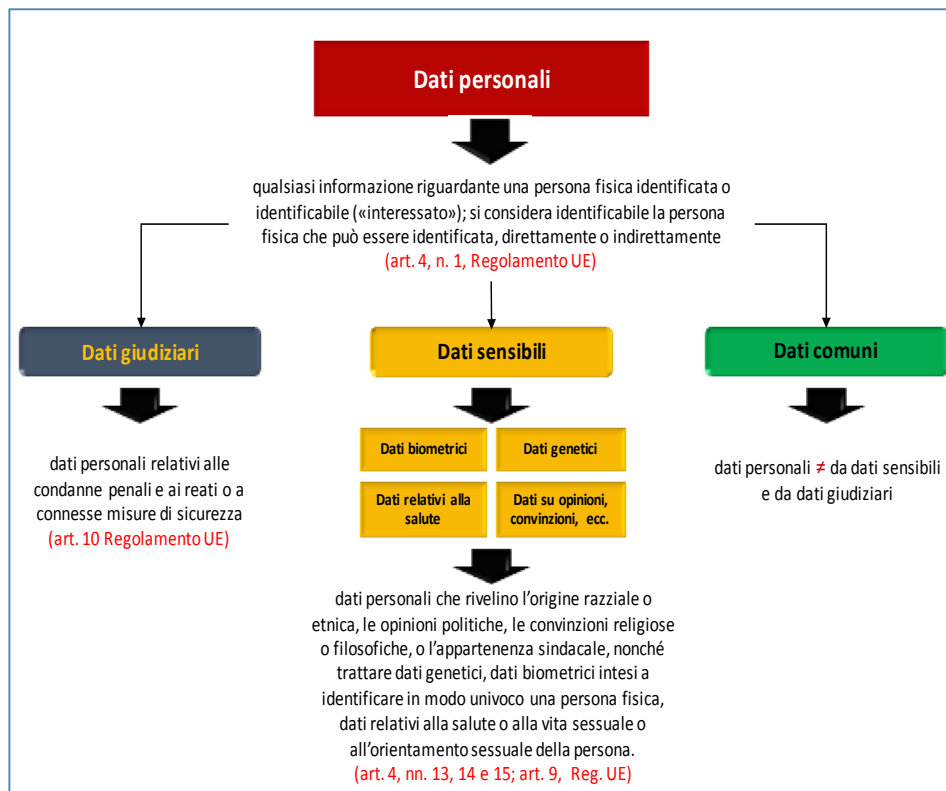 Dati personali
qualsiasi informazione riguardante una persona fisica identificata o
identificabile («interessato»); si considera identificabile la persona
fisica che può essere identificata, direttamente o indirettamente
(art. 4, n. 1, Regolamento UE)
Dati giudiziari
dati personali relativi alle
condanne penali e ai reati o a
connesse misure di sicurezza
(art. 10 Regolamento UE)
Dati sensibili
Dati biometrici
Dati genetici
Dati relativi alla
salute
Dati su opinioni,
convinzioni, ecc.
dati personali che rivelino l’origine razziale o
etnica, le opinioni politiche, le convinzioni religiose
o filosofiche, o l’appartenenza sindacale, nonché
trattare dati genetici, dati biometrici intesi a
identificare in modo univoco una persona fisica,
dati relativi alla salute o alla vita sessuale o
all’orientamento sessuale della persona.
(art. 4, nn. 13, 14 e 15; art. 9, Reg. UE)
Dati comuni
dati personali ≠ da dati sensibili
e da dati giudiziari